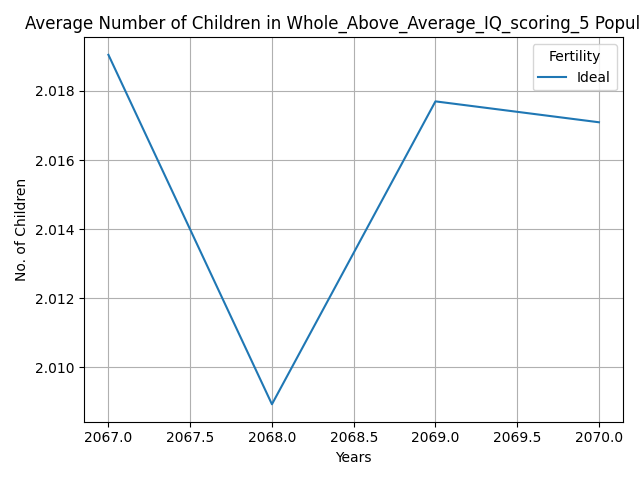 Average Number of Children in Whole_Above_Average_IQ_scoring_5 Popul
Fertility
Ideal
2.018
2.016
2.014
2.012
2.010
No. of Children
2067.0 2067.5 2068.0 2068.5 2069.0 2069.5 2070.0
Years